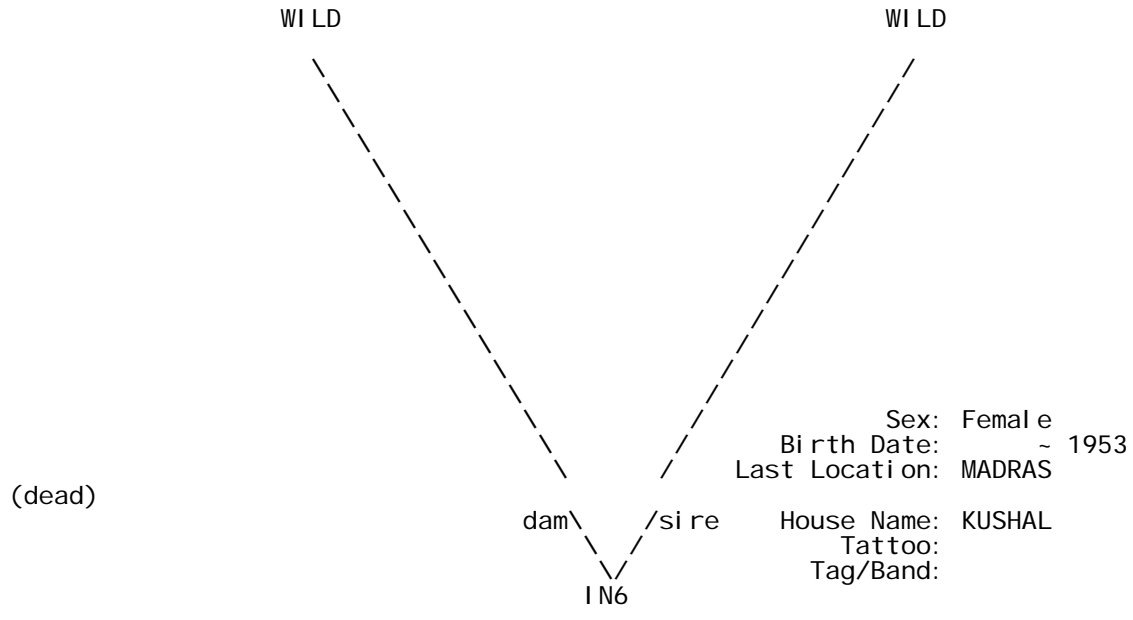 WILD WILD
Sex: Female
Birth Date: ~ 1953
Last Location: MADRAS
(dead)
dam\ /sire House Name: KUSHAL
Tattoo:
Tag/Band:
IN6